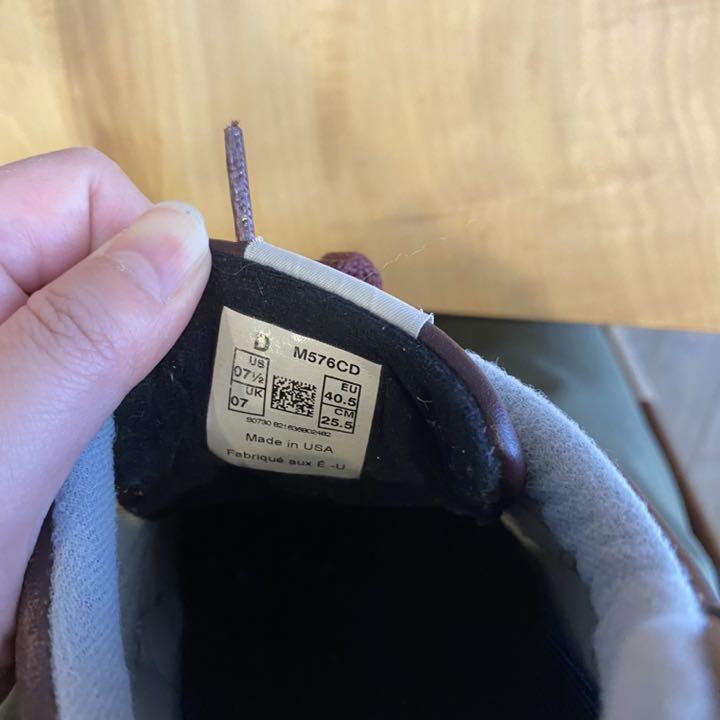 D M576CD
US 07½ EU 40.5
UK 07 CM 25.5
Made in USA
Fabriqué aux É.-U